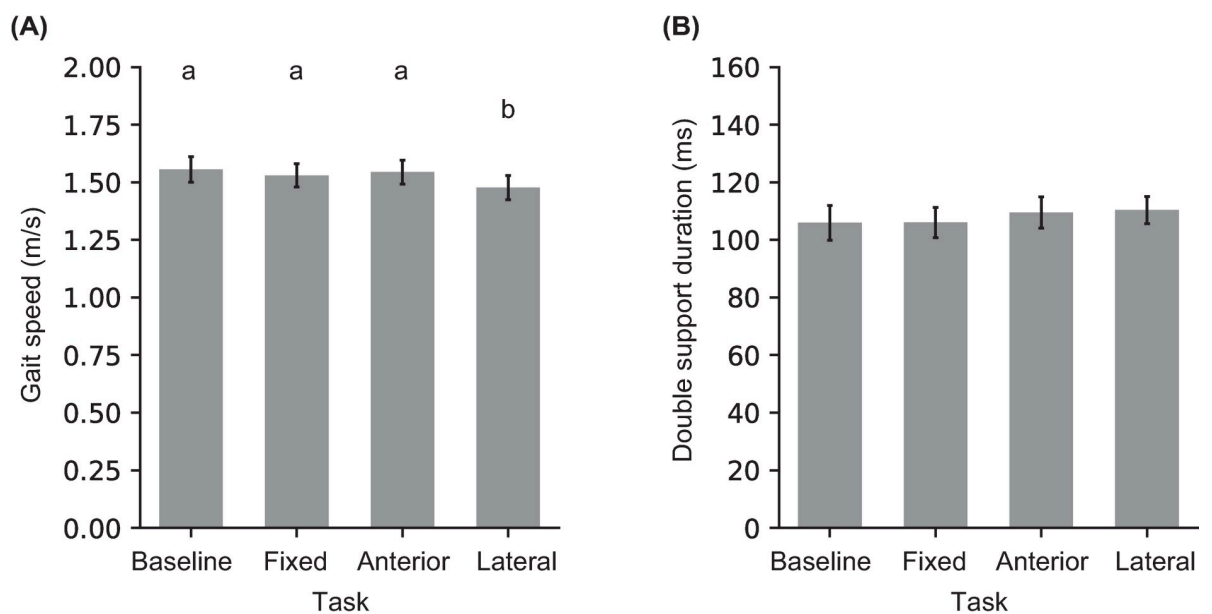 (A)
Gait speed (m/s)
2.00
1.75
1.50
1.25
1.00
0.75
0.50
0.25
0.00
a a a b
Baseline Fixed Anterior Lateral
Task
(B)
Double support duration (ms)
160
140
120
100
80
60
40
20
0
Baseline Fixed Anterior Lateral
Task